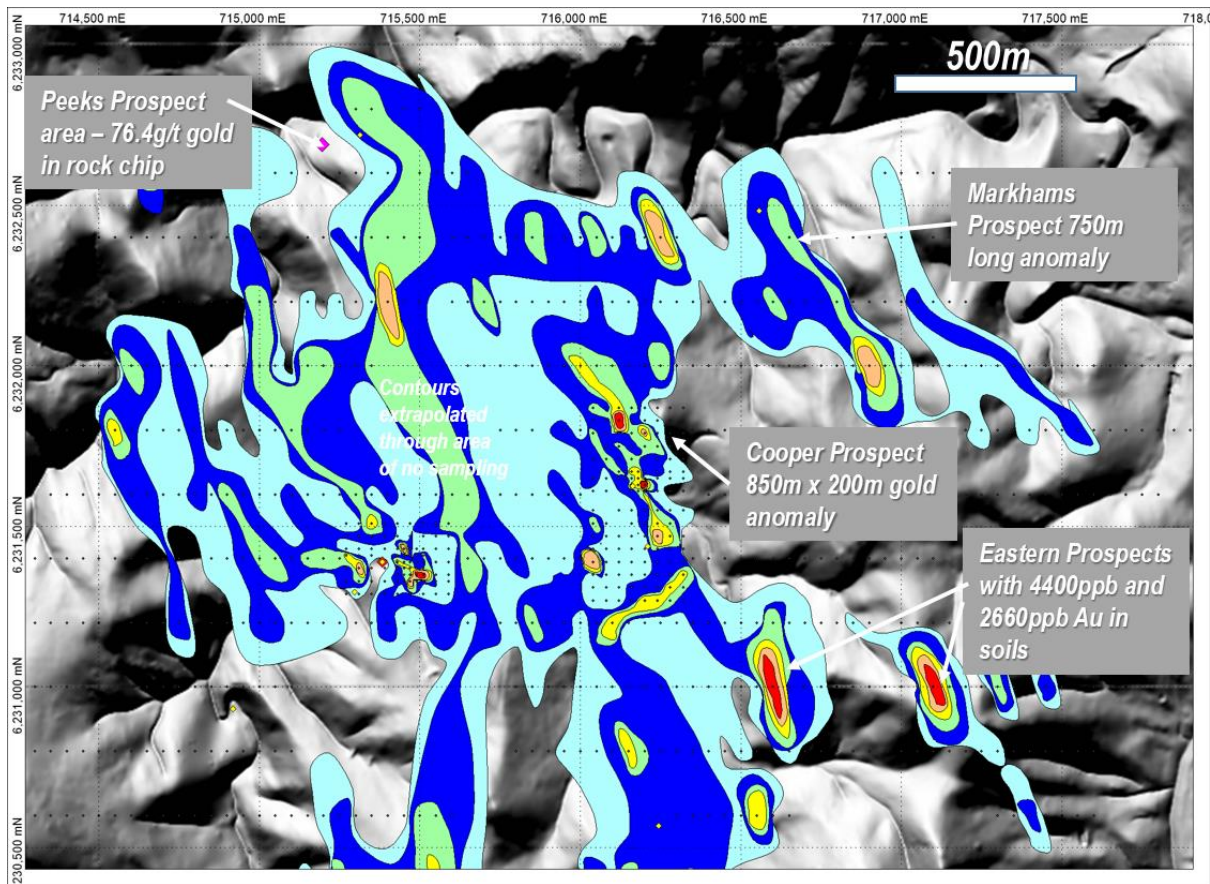 714,500 mE 715,000 mE 715,500 mE 716,000 mE 716,500 mE 717,000 mE 717,500 mE 718,0
6,233,000 mN
500m
Peeks Prospect
area – 76.4g/t gold
in rock chip
Markhams
Prospect 750m
long anomaly
6,232,500 mN
6,232,000 mN
Contours
extrapolated
through area
of no sampling
Cooper Prospect
850m x 200m gold
anomaly
6,231,500 mN
Eastern Prospects
with 4400ppb and
2660ppb Au in
soils
6,231,000 mN
230,500 mN